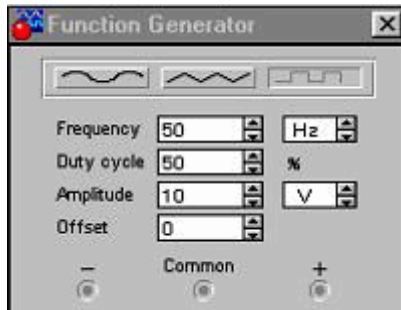 Function Generator
Frequency 50 Hz
Duty cycle 50 %
Amplitude 10 V
Offset 0
− Common +